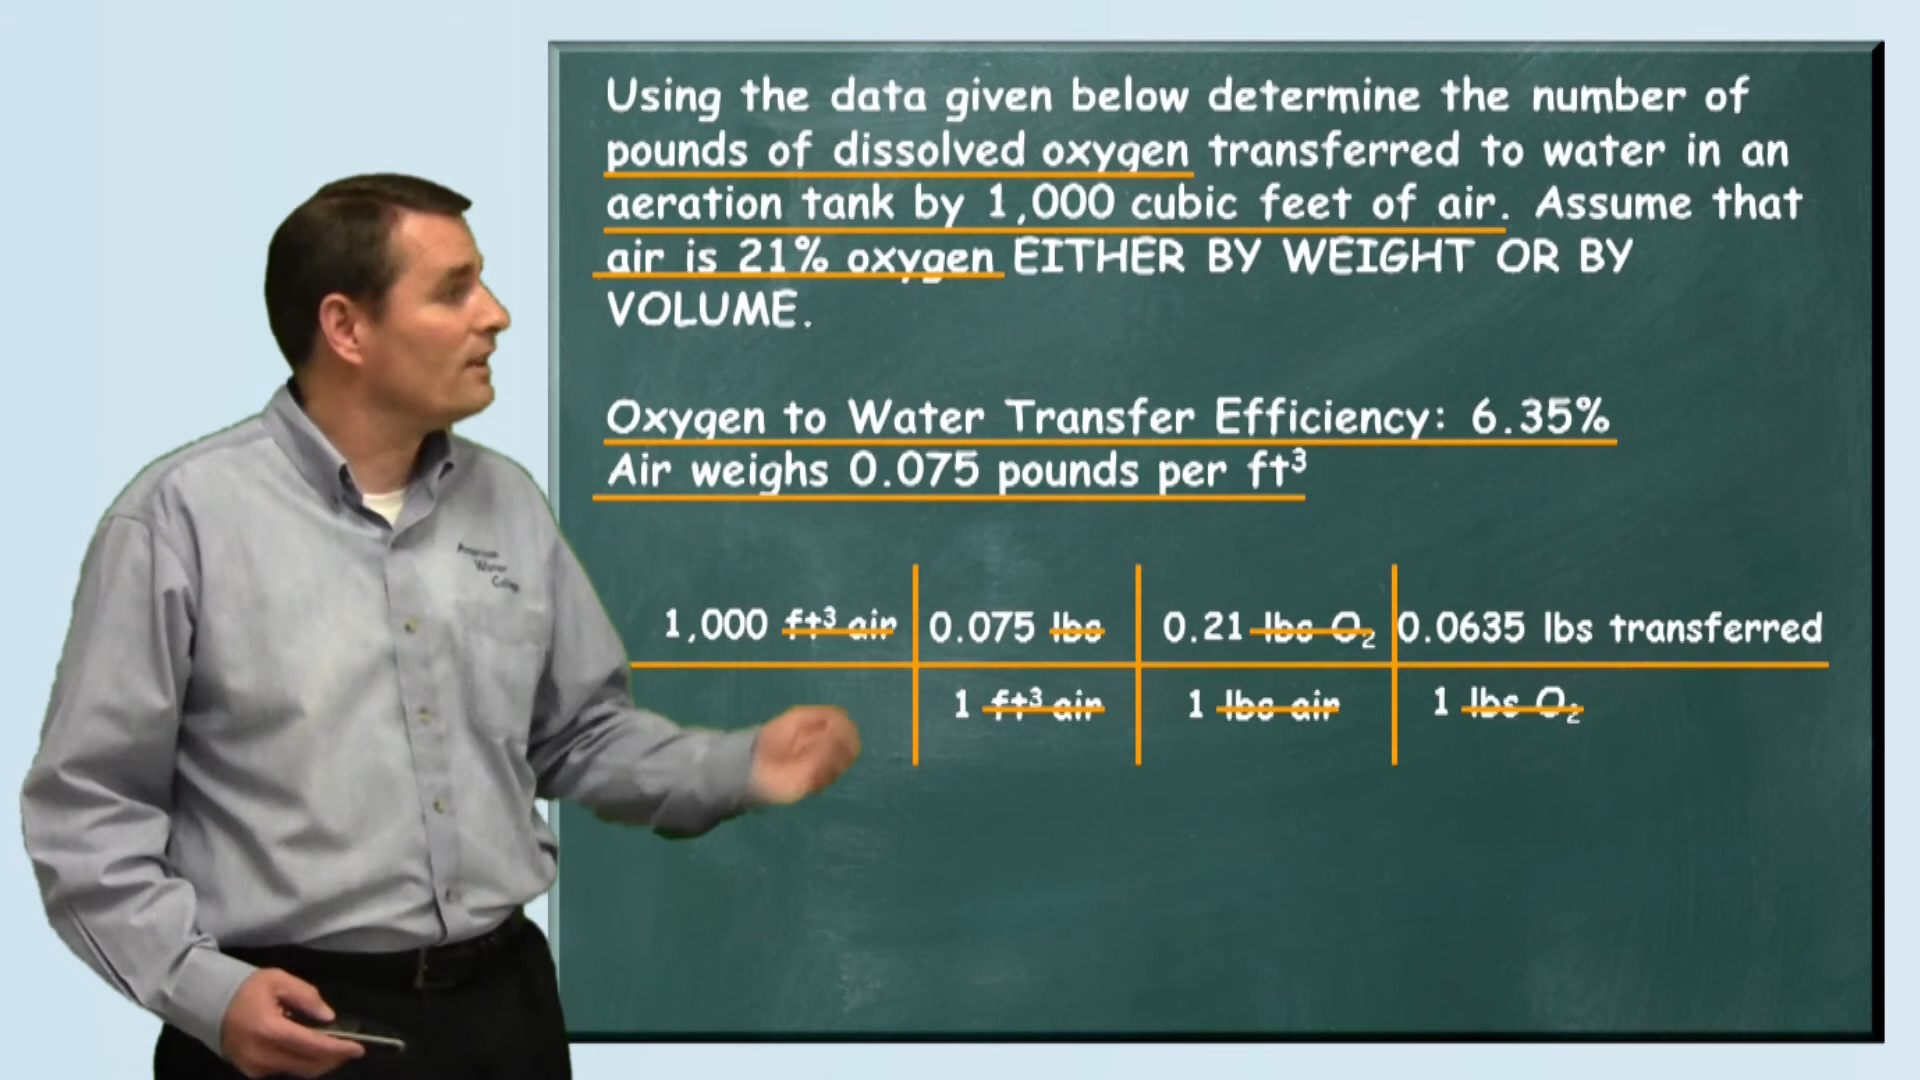 Using the data given below determine the number of
pounds of dissolved oxygen transferred to water in an
aeration tank by 1,000 cubic feet of air. Assume that
air is 21% oxygen EITHER BY WEIGHT OR BY
VOLUME.
Oxygen to Water Transfer Efficiency: 6.35%
Air weighs 0.075 pounds per ft³
1,000 ft³ air 0.075 lbs 0.21 lbs O₂ 0.0635 lbs transferred
1 ft³ air 1 lbs air 1 lbs O₂
American
Water
College